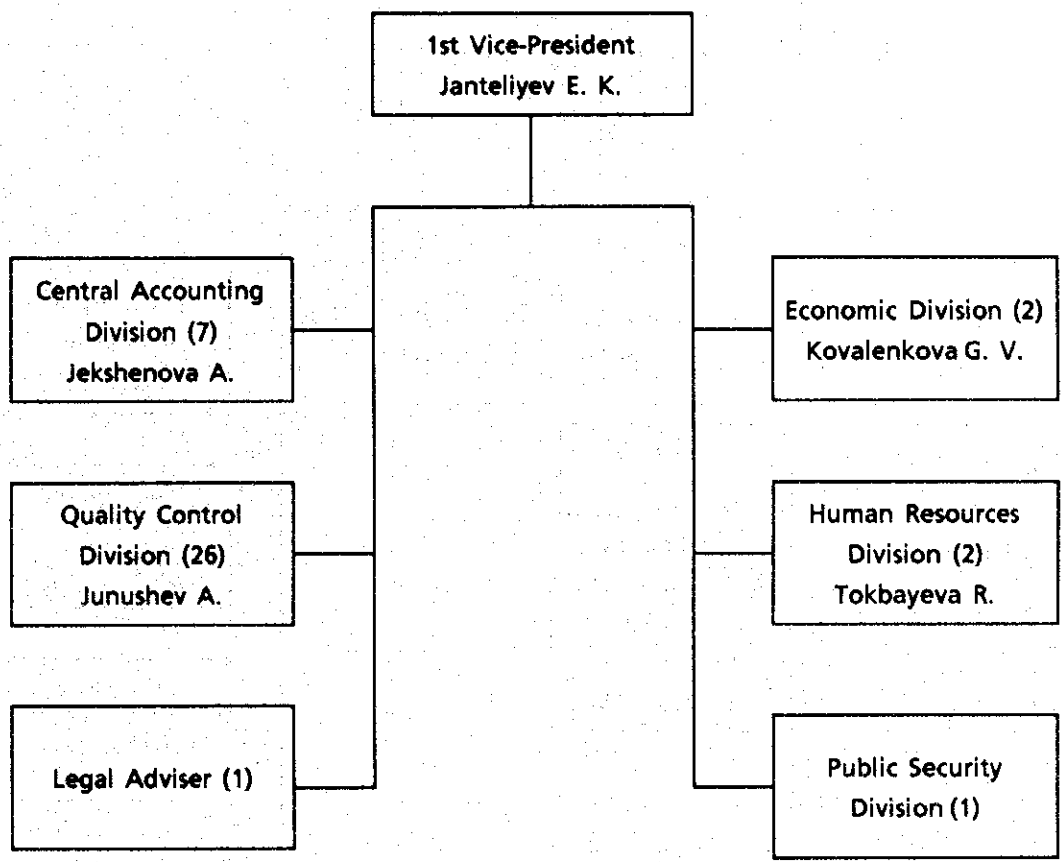 1st Vice-President
Janteliyev E. K.
Central Accounting
Division (7)
Jekshenova A.
Economic Division (2)
Kovalenkova G. V.
Quality Control
Division (26)
Junushev A.
Human Resources
Division (2)
Tokbayeva R.
Legal Adviser (1)
Public Security
Division (1)